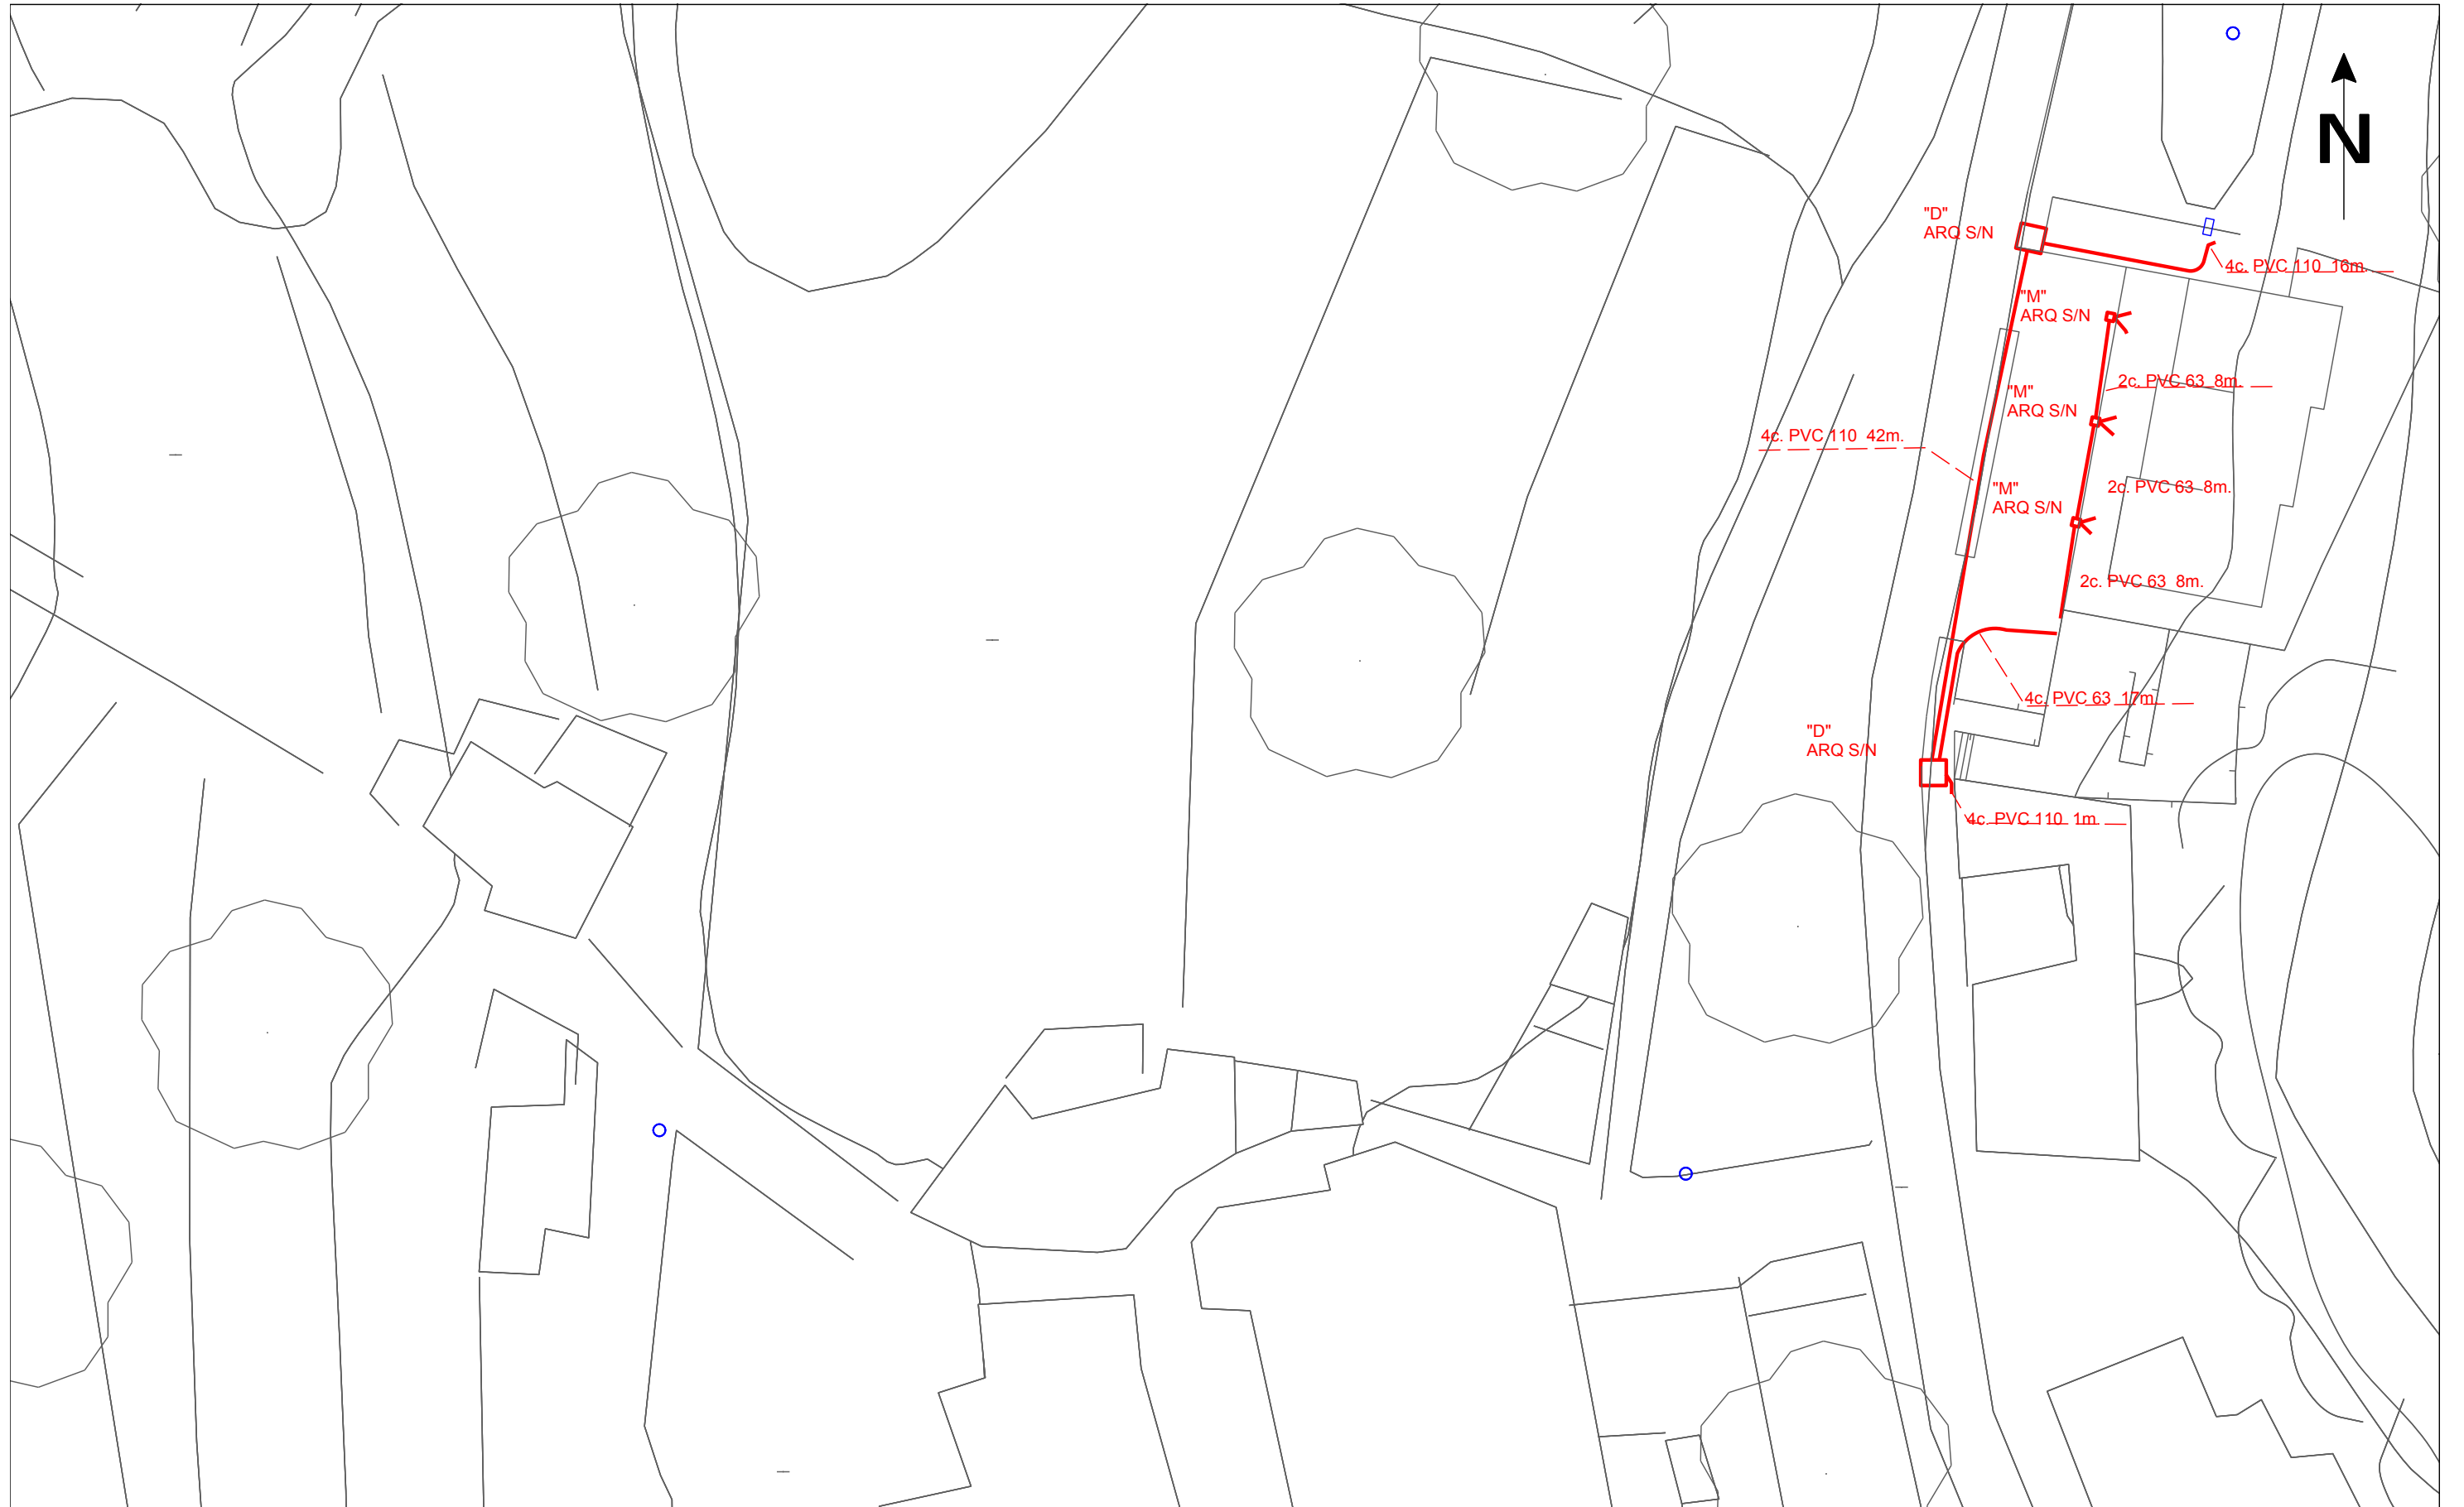 N
"D"
ARQ S/N
4c. PVC 110  16m.
"M"
ARQ S/N
2c. PVC 63  8m.
"M"
ARQ S/N
4c. PVC 110  42m.
"M"
ARQ S/N
2c. PVC 63  8m.
2c. PVC 63  8m.
4c. PVC 63  17m.
"D"
ARQ S/N
4c. PVC 110  1m.